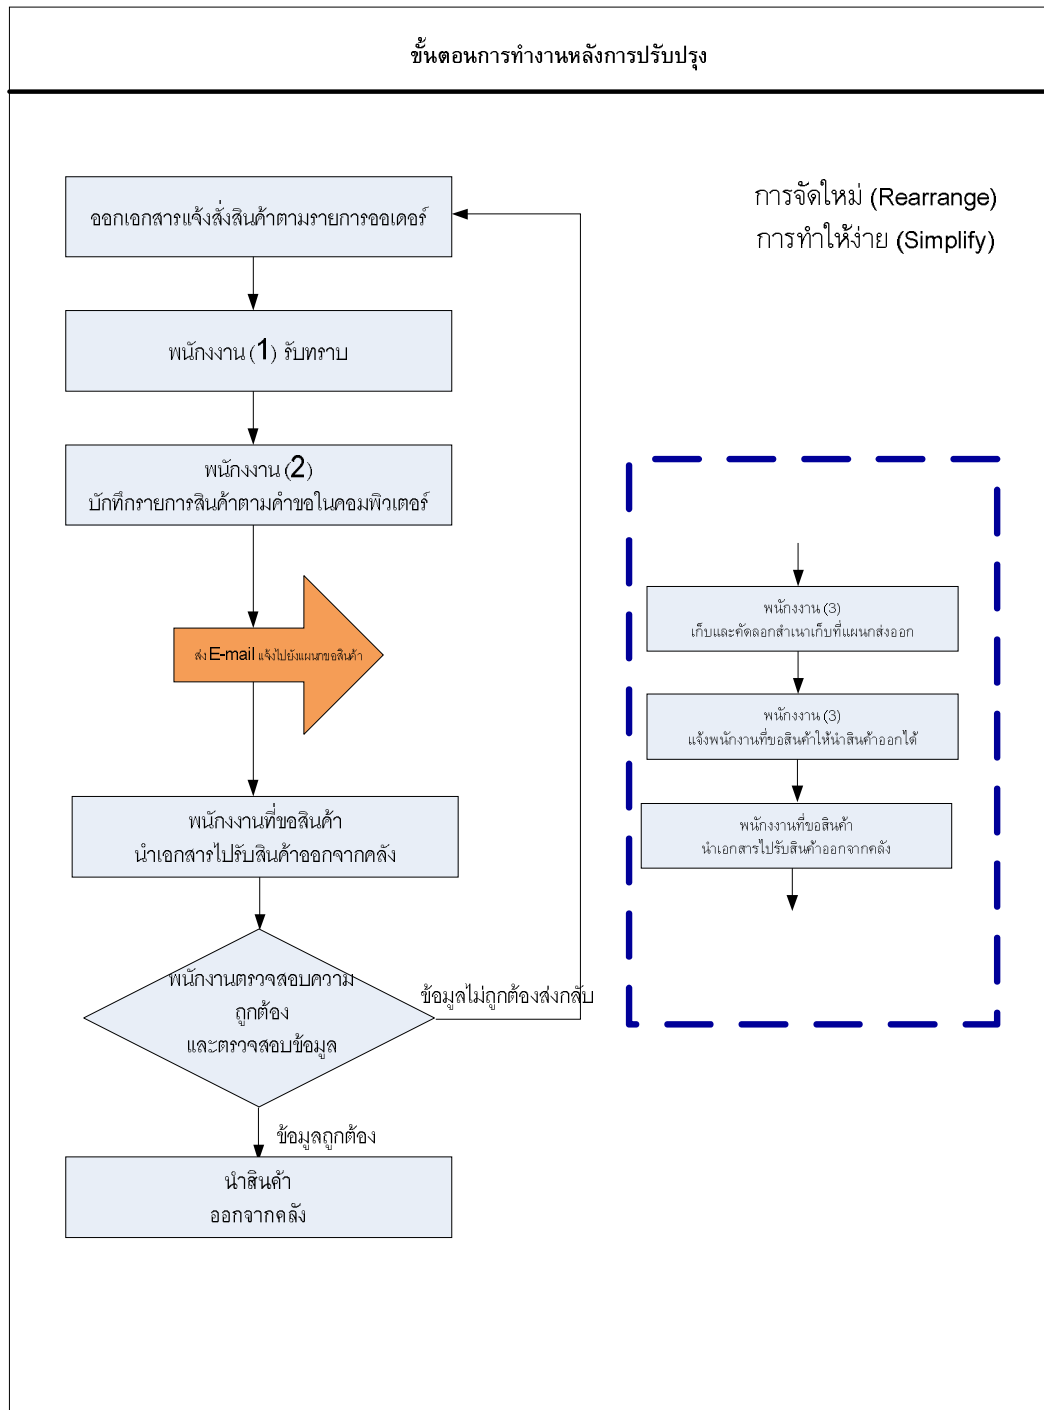 ขั้นตอนการทำงานหลังการปรับปรุง
การจัดใหม่ (Rearrange)
การทำให้ง่าย (Simplify)
ออกเอกสารแจ้งสั่งสินค้าตามรายการออเดอร์
พนักงงาน (1) รับทราบ
พนักงงาน (2)
บักทึกรายการสินค้าตามคำขอในคอมพิวเตอร์
ส่ง E-mail แจ้งไปยังแผนกขอสินค้า
พนักงงานที่ขอสินค้า
นำเอกสารไปรับสินค้าออกจากคลัง
พนักงานตรวจสอบความ
ถูกต้อง
และตรวจสอบข้อมูล
ข้อมูลไม่ถูกต้องส่งกลับ
ข้อมูลถูกต้อง
นำสินค้า
ออกจากคลัง
พนักงงาน (3)
เก็บและคัดลอกสำเนาเก็บที่แผนกส่งออก
พนักงงาน (3)
แจ้งพนักงานที่ขอสินค้าให้นำสินค้าออกได้
พนักงงานที่ขอสินค้า
นำเอกสารไปรับสินค้าออกจากคลัง